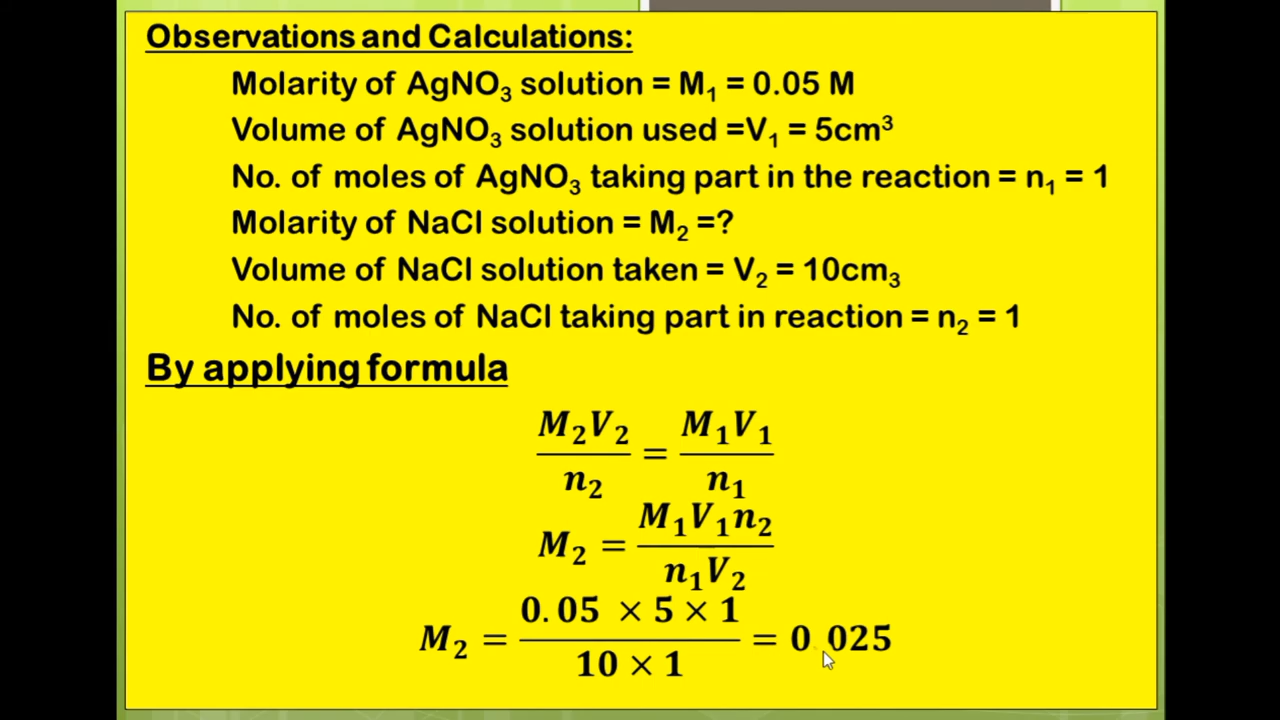 Observations and Calculations:
Molarity of AgNO₃ solution = M₁ = 0.05 M
Volume of AgNO₃ solution used =V₁ = 5cm³
No. of moles of AgNO₃ taking part in the reaction = n₁ = 1
Molarity of NaCl solution = M₂ =?
Volume of NaCl solution taken = V₂ = 10cm₃
No. of moles of NaCl taking part in reaction = n₂ = 1
By applying formula
M₂V₂/n₂ = M₁V₁/n₁
M₂ = M₁V₁n₂/n₁V₂
M₂ = 0.05 × 5 × 1/10 × 1 = 0.025